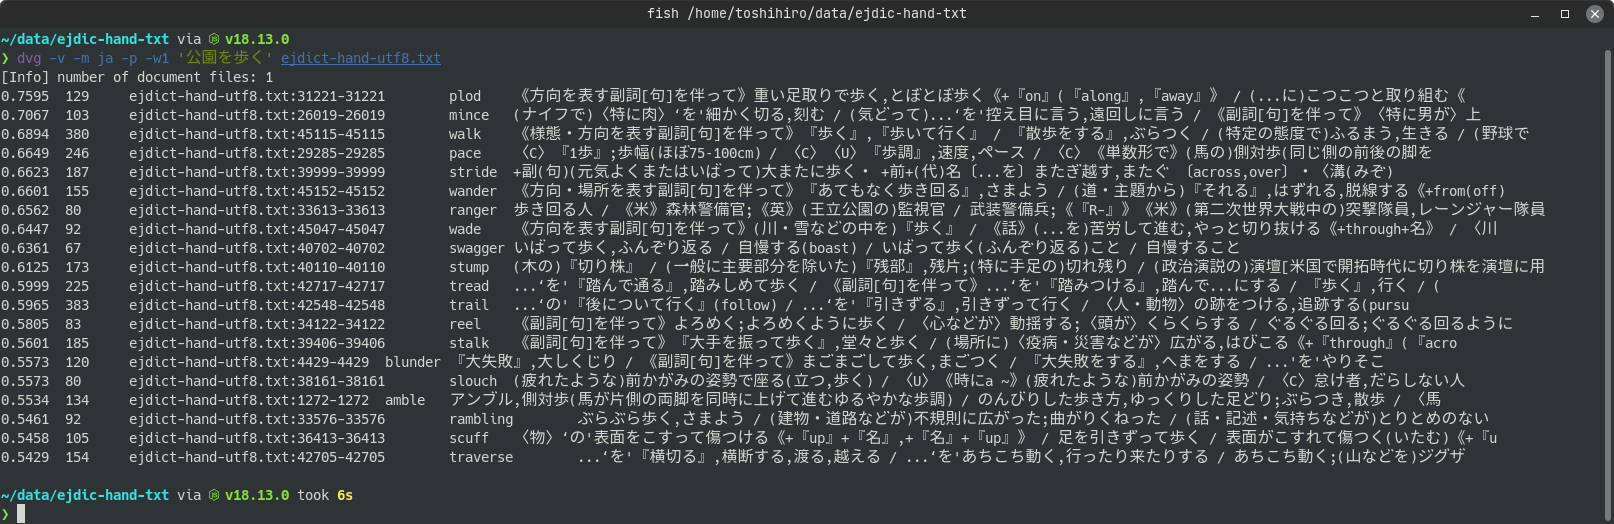 fish /home/toshihiro/data/ejdic-hand-txt
~/data/ejdic-hand-txt via v18.13.0
❯ dvg -v -m ja -p -w1 '公園を歩く' ejdict-hand-utf8.txt
[Info] number of document files: 1
0.7595 129 ejdict-hand-utf8.txt:31221-31221 plod 《方向を表す副詞[句]を伴って》重い足取りで歩く,とぼとぼ歩く《+『on』(『along』,『away』》 / (...に)こつこつと取り組む《
0.7067 103 ejdict-hand-utf8.txt:26019-26019 mince (ナイフで)〈特に肉〉‘を'細かく切る,刻む / (気どって)...‘を'控え目に言う,遠回しに言う / 《副詞[句]を伴って》〈特に男が〉上
0.6894 380 ejdict-hand-utf8.txt:45115-45115 walk 《様態・方向を表す副詞[句]を伴って》『歩く』,『歩いて行く』 / 『散歩をする』,ぶらつく / (特定の態度で)ふるまう,生きる / (野球で
0.6649 246 ejdict-hand-utf8.txt:29285-29285 pace 〈C〉『1歩』;歩幅(ほぼ75-100cm) / 〈C〉〈U〉『歩調』,速度,ペース / 〈C〉《単数形で》(馬の)側対歩(同じ側の前後の脚を
0.6623 187 ejdict-hand-utf8.txt:39999-39999 stride +副(句)(元気よくまたはいばって)大またに歩く・ +前+(代)名〔...を〕またぎ越す,またぐ 〔across,over〕・〈溝(みぞ)
0.6601 155 ejdict-hand-utf8.txt:45152-45152 wander 《方向・場所を表す副詞[句]を伴って》『あてもなく歩き回る』,さまよう / (道・主題から)『それる』,はずれる,脱線する《+from(off)
0.6562 80 ejdict-hand-utf8.txt:33613-33613 ranger 歩き回る人 / 《米》森林警備官;《英》(王立公園の)監視官 / 武装警備兵;《『R-』》《米》(第二次世界大戦中の)突撃隊員,レーンジャー隊員
0.6447 92 ejdict-hand-utf8.txt:45047-45047 wade 《方向を表す副詞[句]を伴って》(川・雪などの中を)『歩く』 / 《話》(...を)苦労して進む,やっと切り抜ける《+through+名》 / 〈川
0.6361 67 ejdict-hand-utf8.txt:40702-40702 swagger いばって歩く,ふんぞり返る / 自慢する(boast) / いばって歩く(ふんぞり返る)こと / 自慢すること
0.6125 173 ejdict-hand-utf8.txt:40110-40110 stump (木の)『切り株』 / (一般に主要部分を除いた)『残部』,残片;(特に手足の)切れ残り / (政治演説の)演壇[米国で開拓時代に切り株を演壇に用
0.5999 225 ejdict-hand-utf8.txt:42717-42717 tread ...‘を'『踏んで通る』,踏みしめて歩く / 《副詞[句]を伴って》...‘を'『踏みつける』,踏んで...にする / 『歩く』,行く / (
0.5965 383 ejdict-hand-utf8.txt:42548-42548 trail ...‘の'『後について行く』(follow) / ...‘を'『引きずる』,引きずって行く / 〈人・動物〉の跡をつける,追跡する(pursu
0.5805 83 ejdict-hand-utf8.txt:34122-34122 reel 《副詞[句]を伴って》よろめく;よろめくように歩く / 〈心などが〉動揺する;〈頭が〉くらくらする / ぐるぐる回る;ぐるぐる回るように
0.5601 185 ejdict-hand-utf8.txt:39406-39406 stalk 《副詞[句]を伴って》『大手を振って歩く』,堂々と歩く / (場所に)〈疫病・災害などが〉広がる,はびこる《+『through』(『acro
0.5573 120 ejdict-hand-utf8.txt:4429-4429 blunder 『大失敗』,大しくじり / 《副詞[句]を伴って》まごまごして歩く,まごつく / 『大失敗をする』,へまをする / ...'を'やりそこ
0.5573 80 ejdict-hand-utf8.txt:38161-38161 slouch (疲れたような)前かがみの姿勢で座る(立つ,歩く) / 〈U〉《時にa ~》(疲れたような)前かがみの姿勢 / 〈C〉怠け者,だらしない人
0.5534 134 ejdict-hand-utf8.txt:1272-1272 amble アンブル,側対歩(馬が片側の両脚を同時に上げて進むゆるやかな歩調) / のんびりした歩き方,ゆっくりした足どり;ぶらつき,散歩 / 〈馬
0.5461 92 ejdict-hand-utf8.txt:33576-33576 rambling ぶらぶら歩く,さまよう / (建物・道路などが)不規則に広がった;曲がりくねった / (話・記述・気持ちなどが)とりとめのない
0.5458 105 ejdict-hand-utf8.txt:36413-36413 scuff 〈物〉‘の'表面をこすって傷つける《+『up』+『名』,+『名』+『up』》 / 足を引きずって歩く / 表面がこすれて傷つく(いたむ)《+『u
0.5429 154 ejdict-hand-utf8.txt:42705-42705 traverse ...‘を'『横切る』,横断する,渡る,越える / ...‘を'あちこち動く,行ったり来たりする / あちこち動く;(山などを)ジグザ
~/data/ejdic-hand-txt via v18.13.0 took 6s
❯